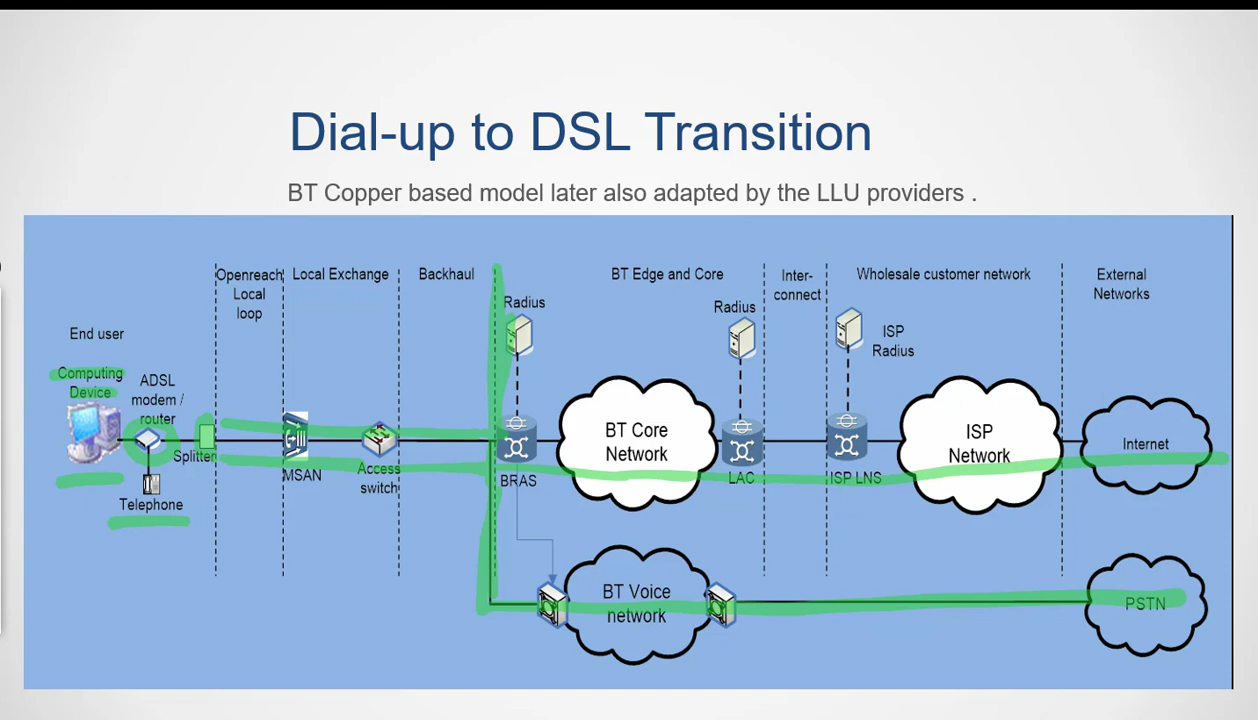 Dial-up to DSL Transition
BT Copper based model later also adapted by the LLU providers .
Openreach
Local
loop
Local Exchange
Backhaul
BT Edge and Core
Inter-
connect
Wholesale customer network
External
Networks
End user
Computing
Device
ADSL
modem /
router
Splitter
Telephone
MSAN
Access
switch
Radius
BRAS
BT Core
Network
Radius
LAC
ISP
Radius
ISP LNS
ISP
Network
Internet
BT Voice
network
PSTN